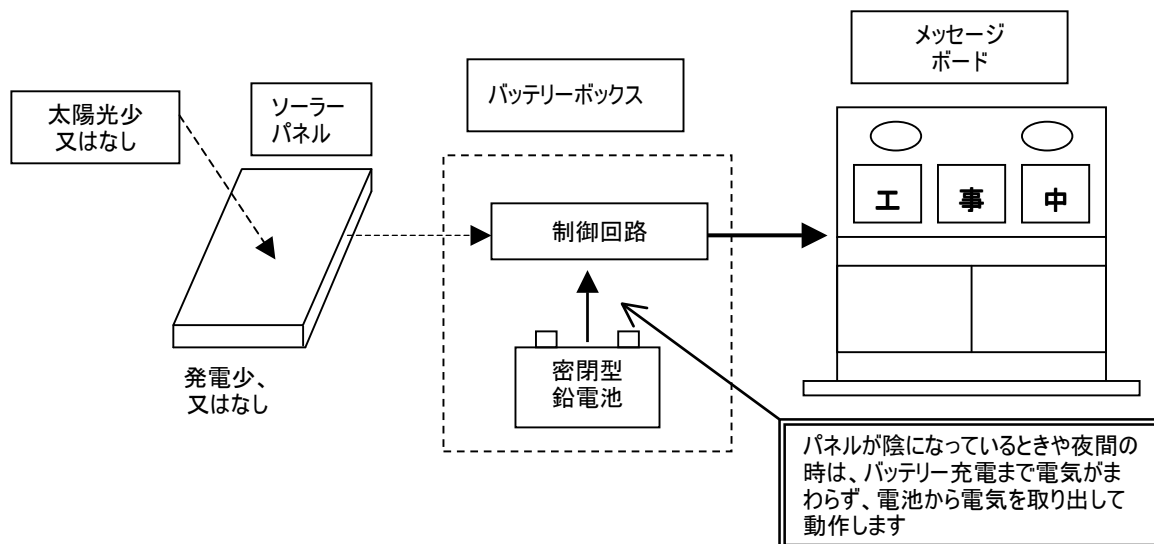 メッセージ
ボード
バッテリーボックス
ソーラー
パネル
太陽光少
又はなし
工 事 中
制御回路
密閉型
鉛電池
発電少、
又はなし
パネルが陰になっているときや夜間の
時は、バッテリー充電まで電気がま
わらず、電池から電気を取り出して
動作します